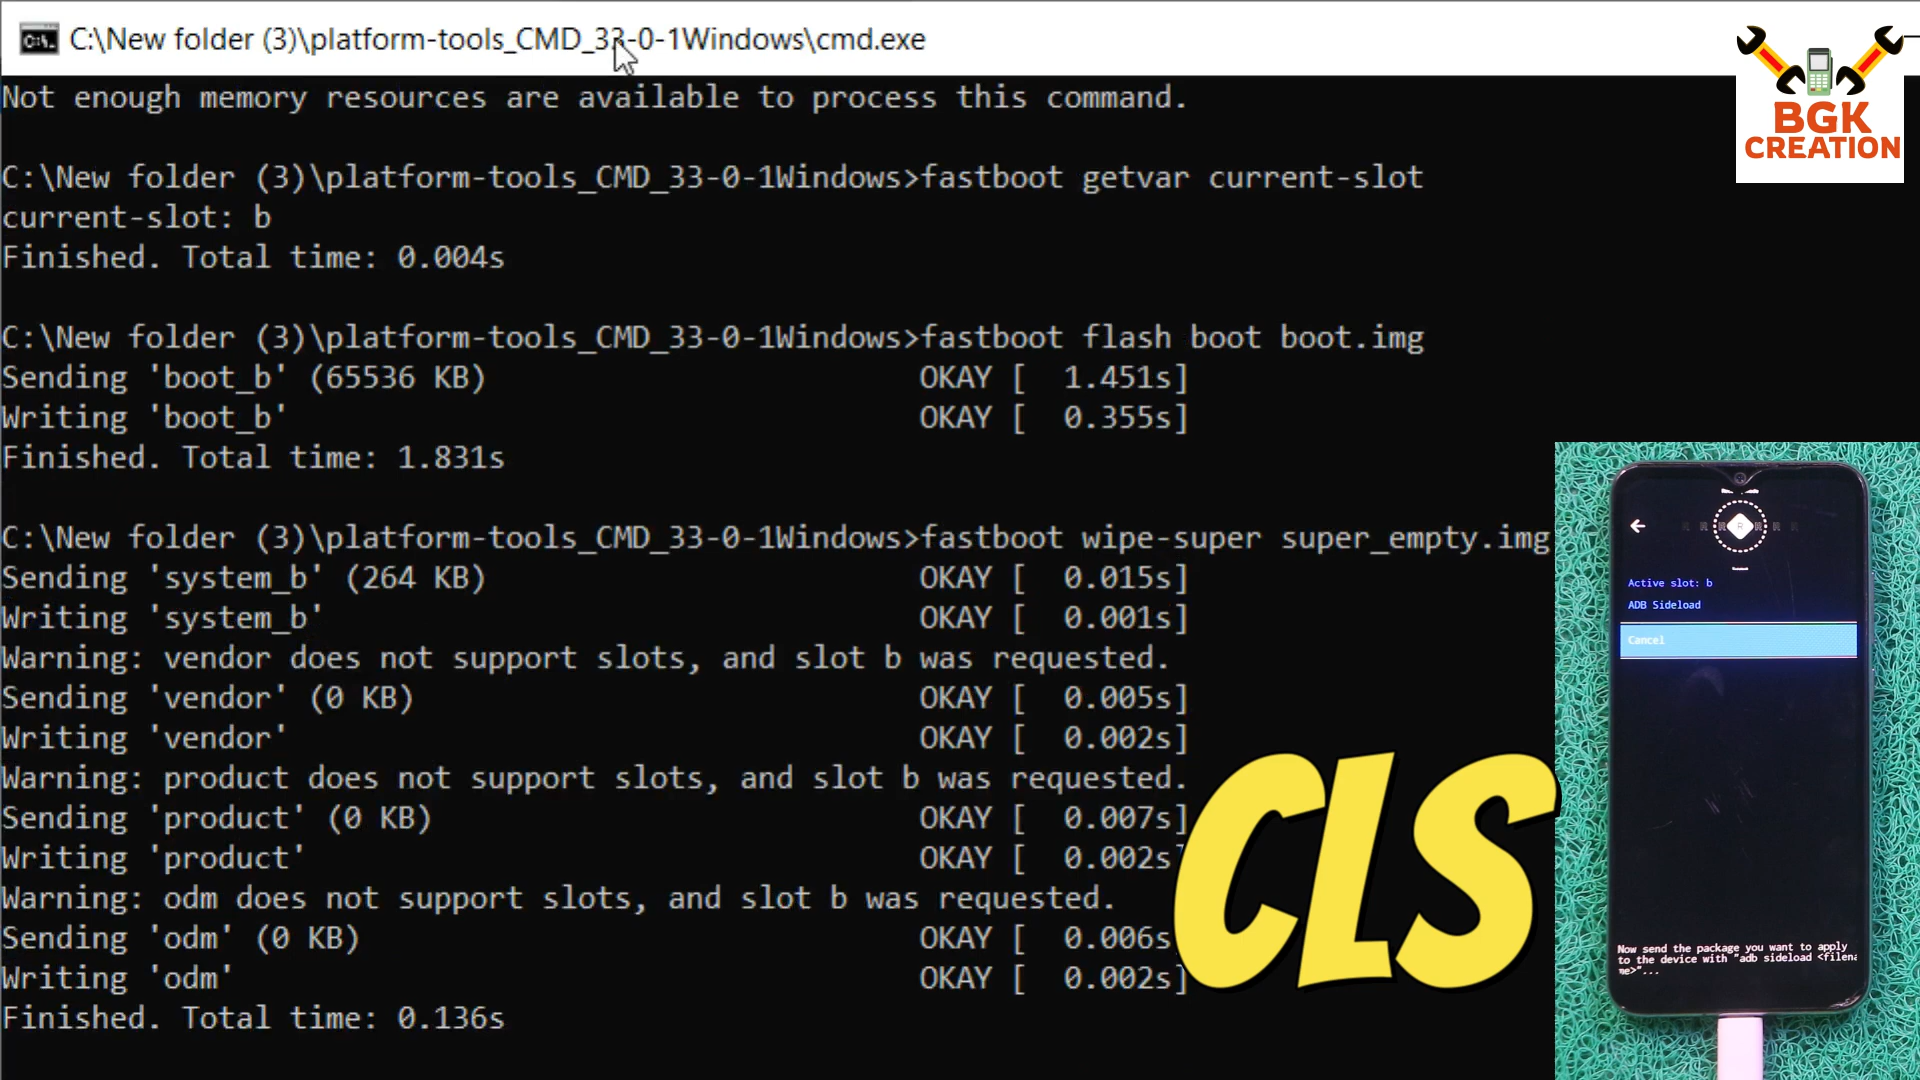 C:\New folder (3)\platform-tools_CMD_33-0-1Windows\cmd.exe
Not enough memory resources are available to process this command.
C:\New folder (3)\platform-tools_CMD_33-0-1Windows>fastboot getvar current-slot
current-slot: b
Finished. Total time: 0.004s
C:\New folder (3)\platform-tools_CMD_33-0-1Windows>fastboot flash boot boot.img
Sending 'boot_b' (65536 KB) OKAY [ 1.451s]
Writing 'boot_b' OKAY [ 0.355s]
Finished. Total time: 1.831s
C:\New folder (3)\platform-tools_CMD_33-0-1Windows>fastboot wipe-super super_empty.img
Sending 'system_b' (264 KB) OKAY [ 0.015s]
Writing 'system_b' OKAY [ 0.001s]
Warning: vendor does not support slots, and slot b was requested.
Sending 'vendor' (0 KB) OKAY [ 0.005s]
Writing 'vendor' OKAY [ 0.002s]
Warning: product does not support slots, and slot b was requested.
Sending 'product' (0 KB) OKAY [ 0.007s]
Writing 'product' OKAY [ 0.002s]
Warning: odm does not support slots, and slot b was requested.
Sending 'odm' (0 KB) OKAY [ 0.006s]
Writing 'odm' OKAY [ 0.002s]
Finished. Total time: 0.136s
CLS
BGK
CREATION
Active slot: b
ADB Sideload
Cancel
Now send the package you want to apply
to the device with "adb sideload <filena
me>"...